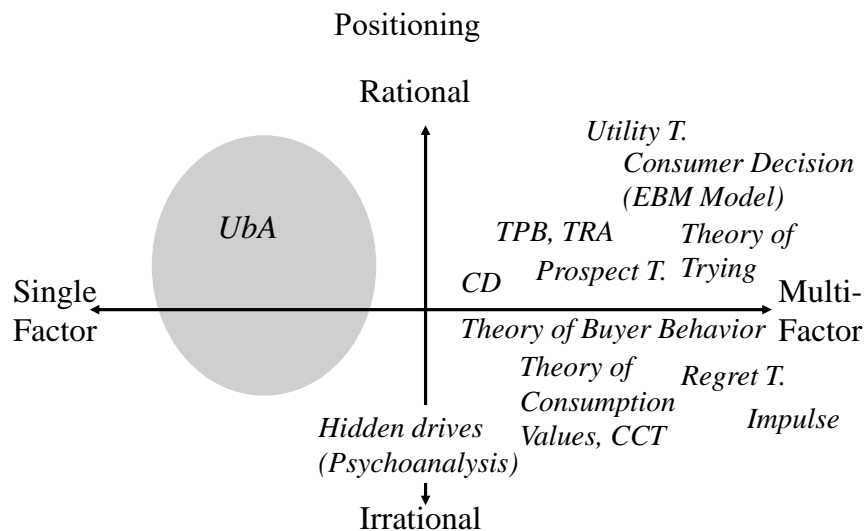 Positioning
Rational
Utility T.
Consumer Decision
(EBM Model)
UbA
TPB, TRA
Theory of
Trying
Prospect T.
CD
Single
Factor
Multi-
Factor
Theory of Buyer Behavior
Theory of
Consumption
Values, CCT
Regret T.
Impulse
Hidden drives
(Psychoanalysis)
Irrational